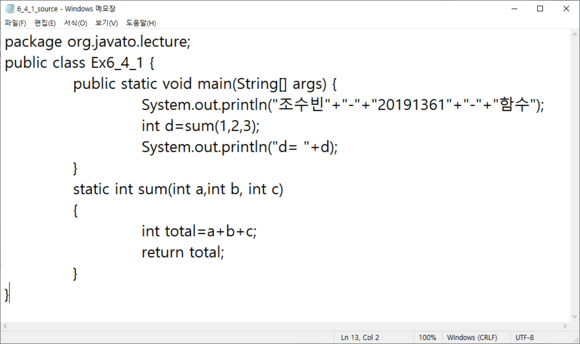 6_4_1_source - Windows 메모장
파일(F) 편집(E) 서식(O) 보기(V) 도움말(H)
package org.javato.lecture;
public class Ex6_4_1 {
public static void main(String[] args) {
System.out.println("조수빈"+"-"+"20191361"+"-"+"함수");
int d=sum(1,2,3);
System.out.println("d= "+d);
}
static int sum(int a,int b, int c)
{
int total=a+b+c;
return total;
}
}
Ln 13, Col 2 100% Windows (CRLF) UTF-8